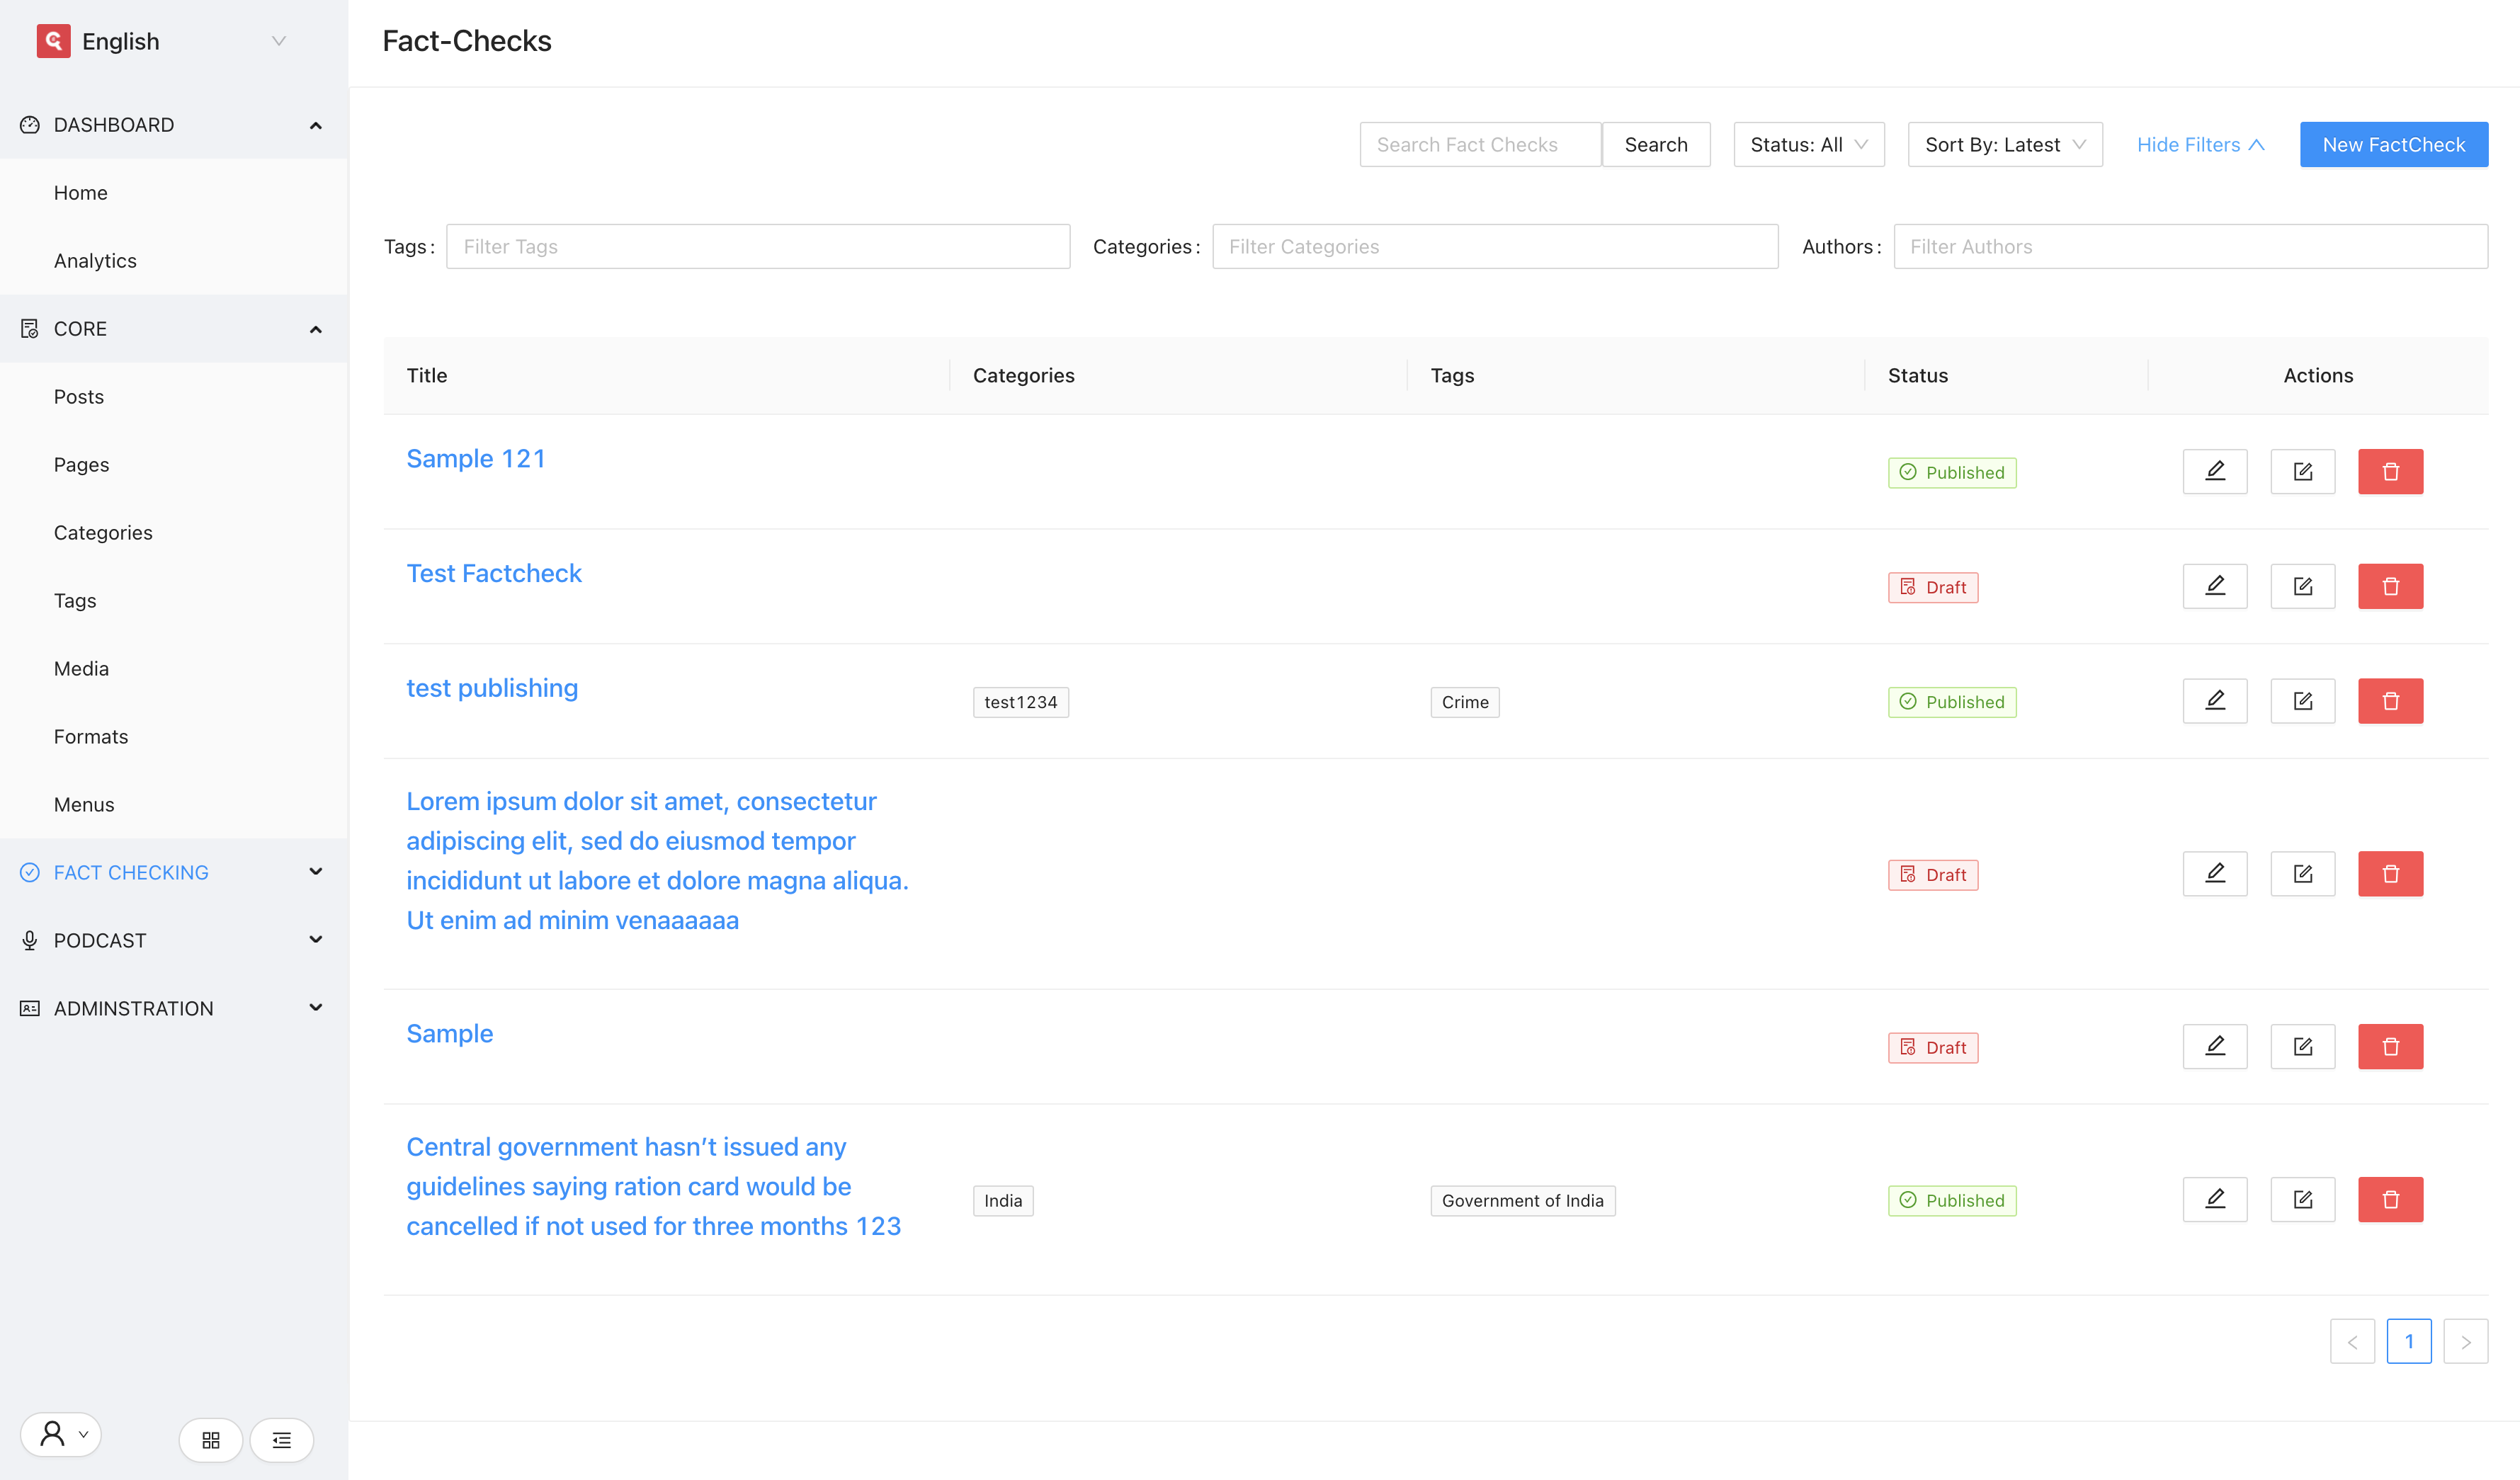 English
Fact-Checks
DASHBOARD
Home
Analytics
CORE
Posts
Pages
Categories
Tags
Media
Formats
Menus
FACT CHECKING
PODCAST
ADMINSTRATION
Search Fact Checks Search Status: All Sort By: Latest Hide Filters New FactCheck
Tags: Filter Tags Categories: Filter Categories Authors: Filter Authors
Title Categories Tags Status Actions
Sample 121 Published
Test Factcheck Draft
test publishing test1234 Crime Published
Lorem ipsum dolor sit amet, consectetur
adipiscing elit, sed do eiusmod tempor
incididunt ut labore et dolore magna aliqua.
Ut enim ad minim venaaaaaa
Draft
Sample Draft
Central government hasn’t issued any
guidelines saying ration card would be
cancelled if not used for three months 123
India Government of India Published
1